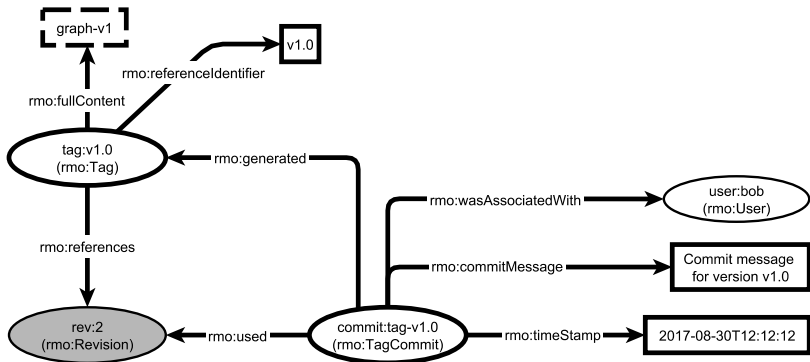 graph-v1
v1.0
rmo:referenceIdentifier
rmo:fullContent
tag:v1.0
(rmo:Tag)
rmo:generated
rmo:wasAssociatedWith
user:bob
(rmo:User)
rmo:references
rmo:commitMessage
Commit message
for version v1.0
rev:2
(rmo:Revision)
rmo:used
commit:tag-v1.0
(rmo:TagCommit)
rmo:timeStamp
2017-08-30T12:12:12